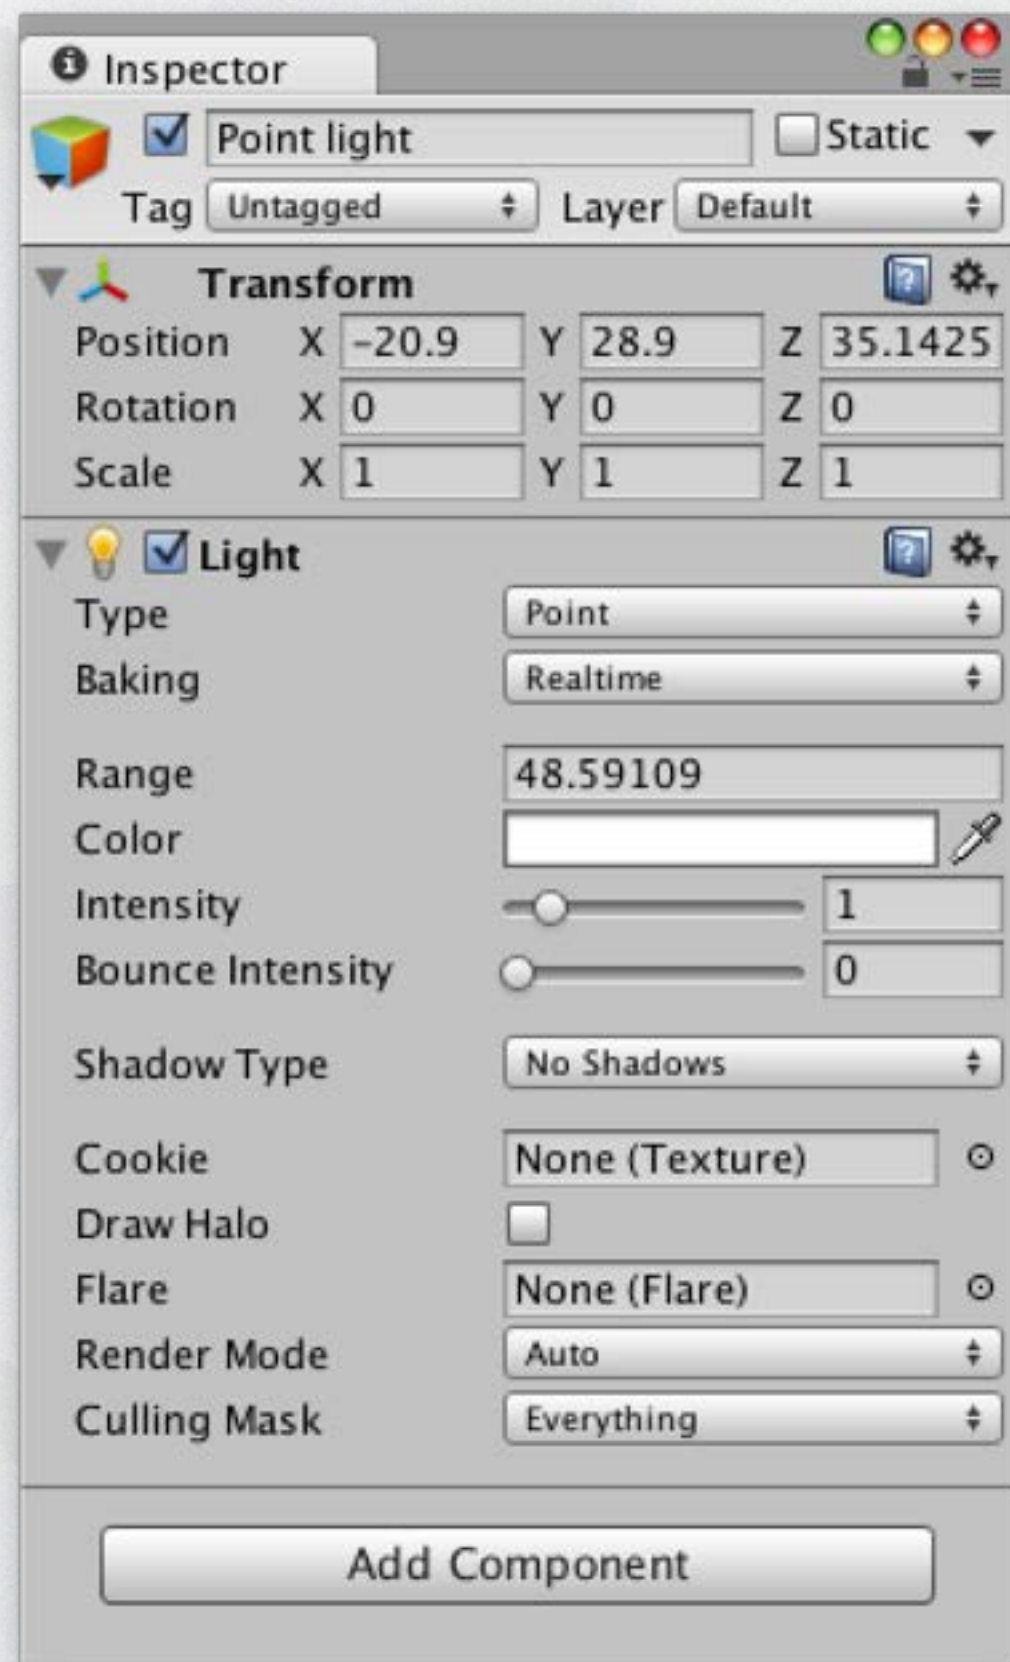 Inspector
Point light Static
Tag Untagged Layer Default
Transform
Position X -20.9 Y 28.9 Z 35.1425
Rotation X 0 Y 0 Z 0
Scale X 1 Y 1 Z 1
Light
Type Point
Baking Realtime
Range 48.59109
Color
Intensity 1
Bounce Intensity 0
Shadow Type No Shadows
Cookie None (Texture)
Draw Halo
Flare None (Flare)
Render Mode Auto
Culling Mask Everything
Add Component